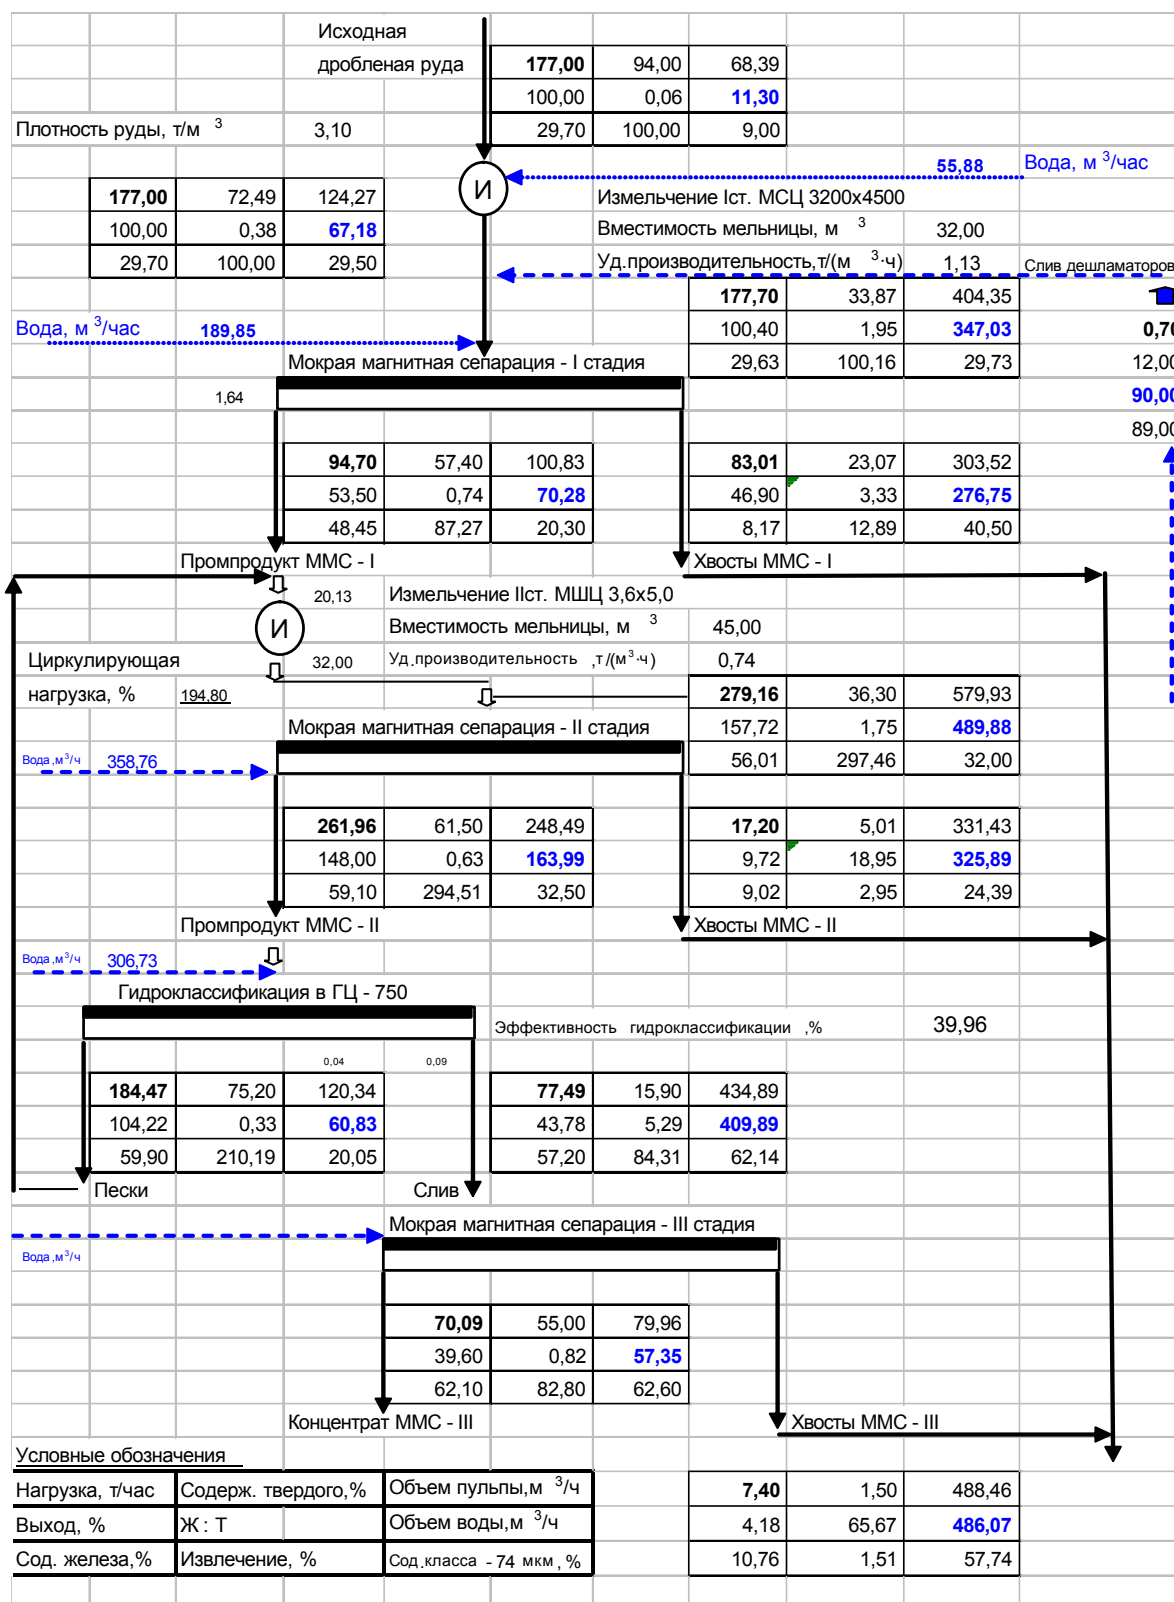 Исходная
дробленая руда 177,00 94,00 68,39
100,00 0,06 11,30
Плотность руды, т/м 3 3,10 29,70 100,00 9,00
55,88 Вода, м 3/час
И
177,00 72,49 124,27 Измельчение Iст. МСЦ 3200х4500
100,00 0,38 67,18 Вместимость мельницы, м 3 32,00
29,70 100,00 29,50 Уд.производительность,т/(м 3·ч) 1,13 Слив дешламаторов
177,70 33,87 404,35
Вода, м 3/час 189,85 100,40 1,95 347,03 0,70
Мокрая магнитная сепарация - I стадия 29,63 100,16 29,73 12,00
1,64 90,00
89,00
94,70 57,40 100,83 83,01 23,07 303,52
53,50 0,74 70,28 46,90 3,33 276,75
48,45 87,27 20,30 8,17 12,89 40,50
Промпродукт ММС - I Хвосты ММС - I
20,13 Измельчение IIст. МШЦ 3,6х5,0
И Вместимость мельницы, м 3 45,00
Циркулирующая 32,00 Уд.производительность ,т/(м3·ч) 0,74
нагрузка, % 194,80 279,16 36,30 579,93
Мокрая магнитная сепарация - II стадия 157,72 1,75 489,88
Вода,м3/ч 358,76 56,01 297,46 32,00
261,96 61,50 248,49 17,20 5,01 331,43
148,00 0,63 163,99 9,72 18,95 325,89
59,10 294,51 32,50 9,02 2,95 24,39
Промпродукт ММС - II Хвосты ММС - II
Вода,м3/ч 306,73
Гидроклассификация в ГЦ - 750
Эффективность гидроклассификации ,% 39,96
0,04 0,09
184,47 75,20 120,34 77,49 15,90 434,89
104,22 0,33 60,83 43,78 5,29 409,89
59,90 210,19 20,05 57,20 84,31 62,14
Пески Слив
Мокрая магнитная сепарация - III стадия
Вода,м3/ч
70,09 55,00 79,96
39,60 0,82 57,35
62,10 82,80 62,60
Концентрат ММС - III Хвосты ММС - III
Условные обозначения
Нагрузка, т/час Содерж. твердого,% Объем пульпы,м 3/ч 7,40 1,50 488,46
Выход, % Ж : Т Объем воды,м 3/ч 4,18 65,67 486,07
Сод. железа,% Извлечение, % Сод.класса - 74 мкм, % 10,76 1,51 57,74